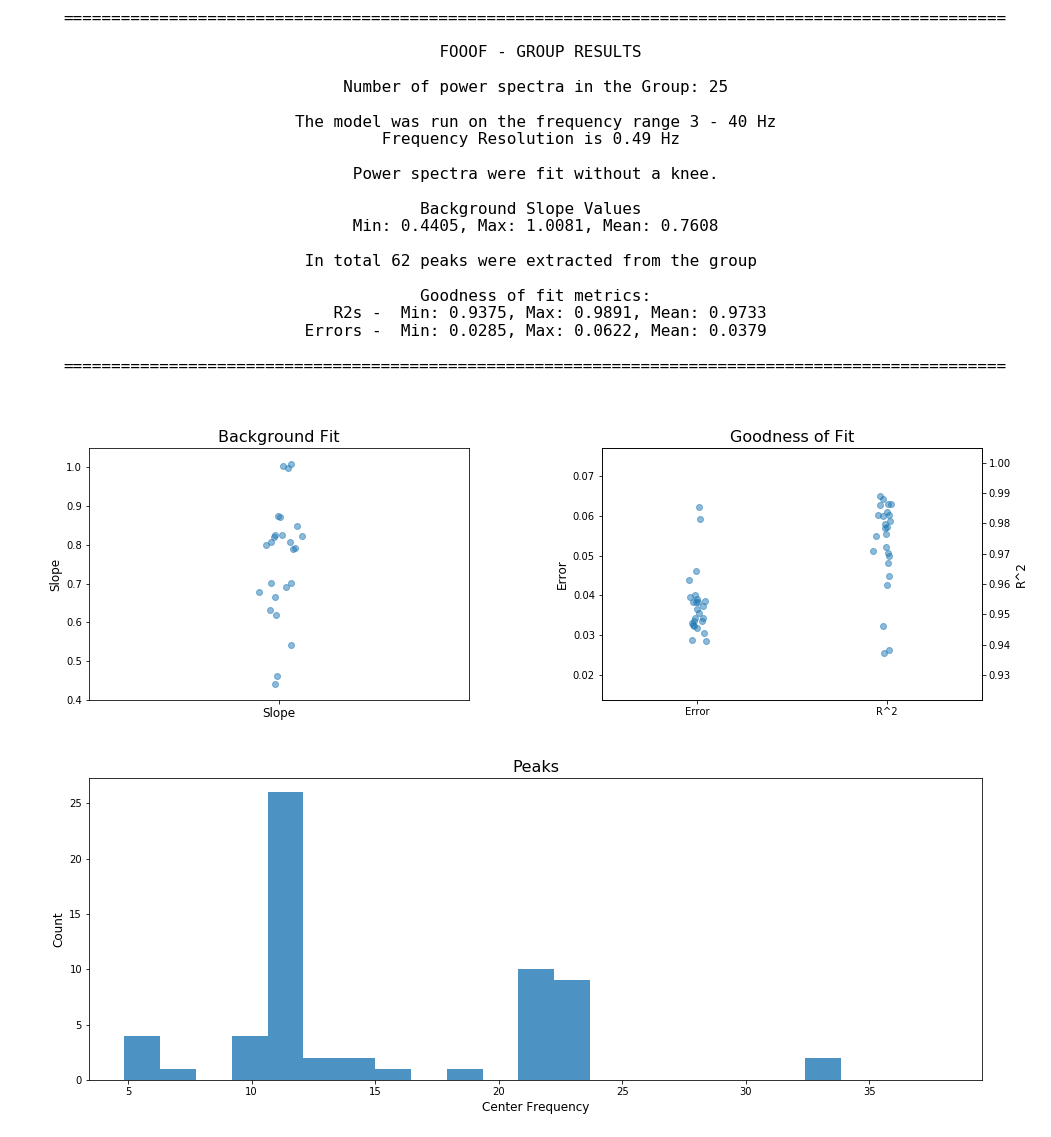 ==================================================================================================
FOOOF - GROUP RESULTS
Number of power spectra in the Group: 25
The model was run on the frequency range 3 - 40 Hz
Frequency Resolution is 0.49 Hz
Power spectra were fit without a knee.
Background Slope Values
Min: 0.4405, Max: 1.0081, Mean: 0.7608
In total 62 peaks were extracted from the group
Goodness of fit metrics:
R2s -  Min: 0.9375, Max: 0.9891, Mean: 0.9733
Errors -  Min: 0.0285, Max: 0.0622, Mean: 0.0379
==================================================================================================
Background Fit
1.0
0.9
0.8
0.7
0.6
0.5
0.4
Slope
Slope
Goodness of Fit
0.07
0.06
0.05
0.04
0.03
0.02
Error
Error
R^2
1.00
0.99
0.98
0.97
0.96
0.95
0.94
0.93
R^2
Peaks
25
20
15
10
5
0
Count
5
10
15
20
25
30
35
Center Frequency